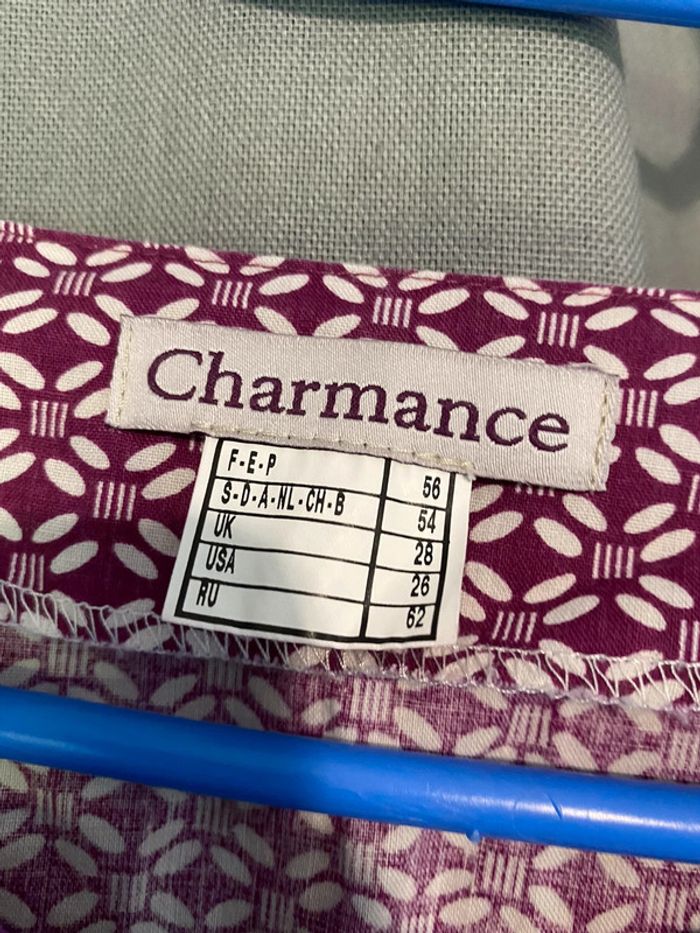 Charmance
F-E-P 56
S-D-A-NL-CH-B 54
UK 28
USA 26
RU 62